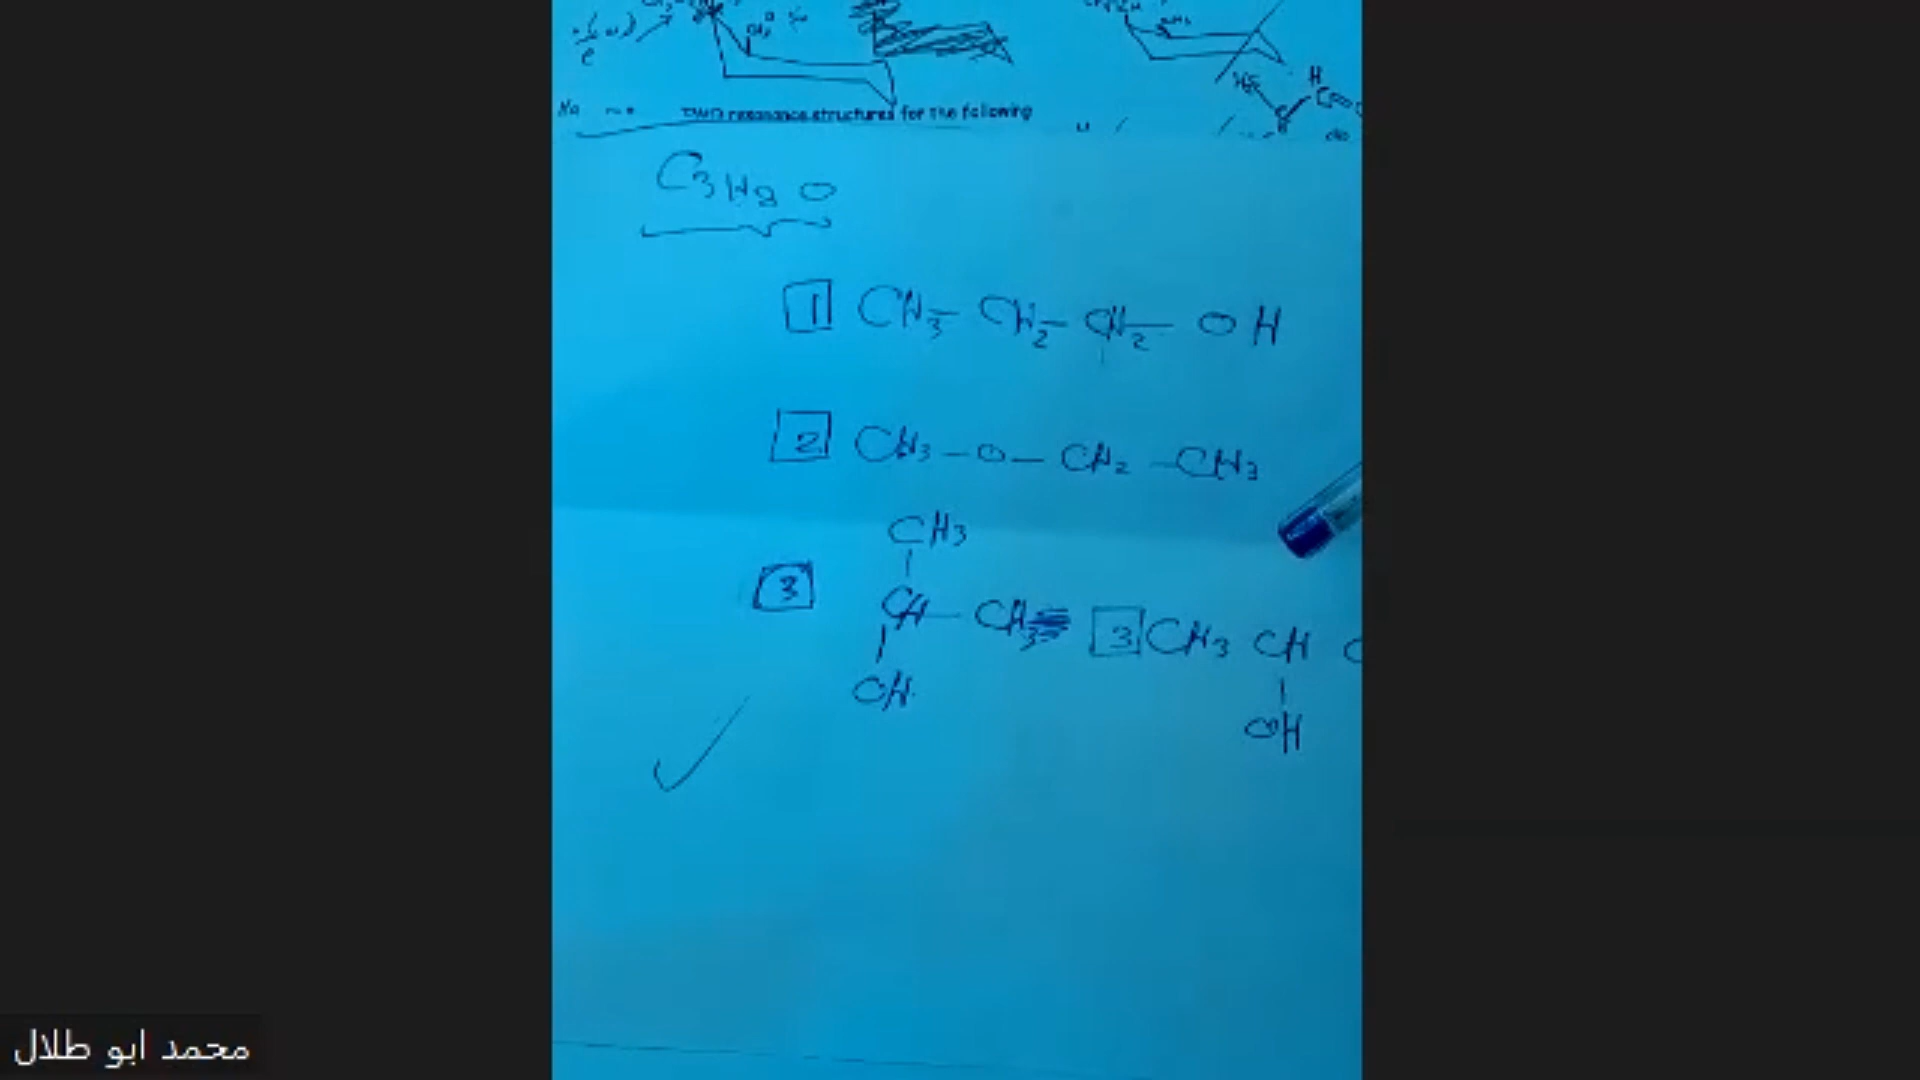 TWO resonance structures for the following
C3H8O
1 CH3 - CH2 - CH2 - OH
2 CH3 - O - CH2 - CH3
CH3
3 CH - CH3 3 CH3 CH C
OH OH
محمد ابو طلال